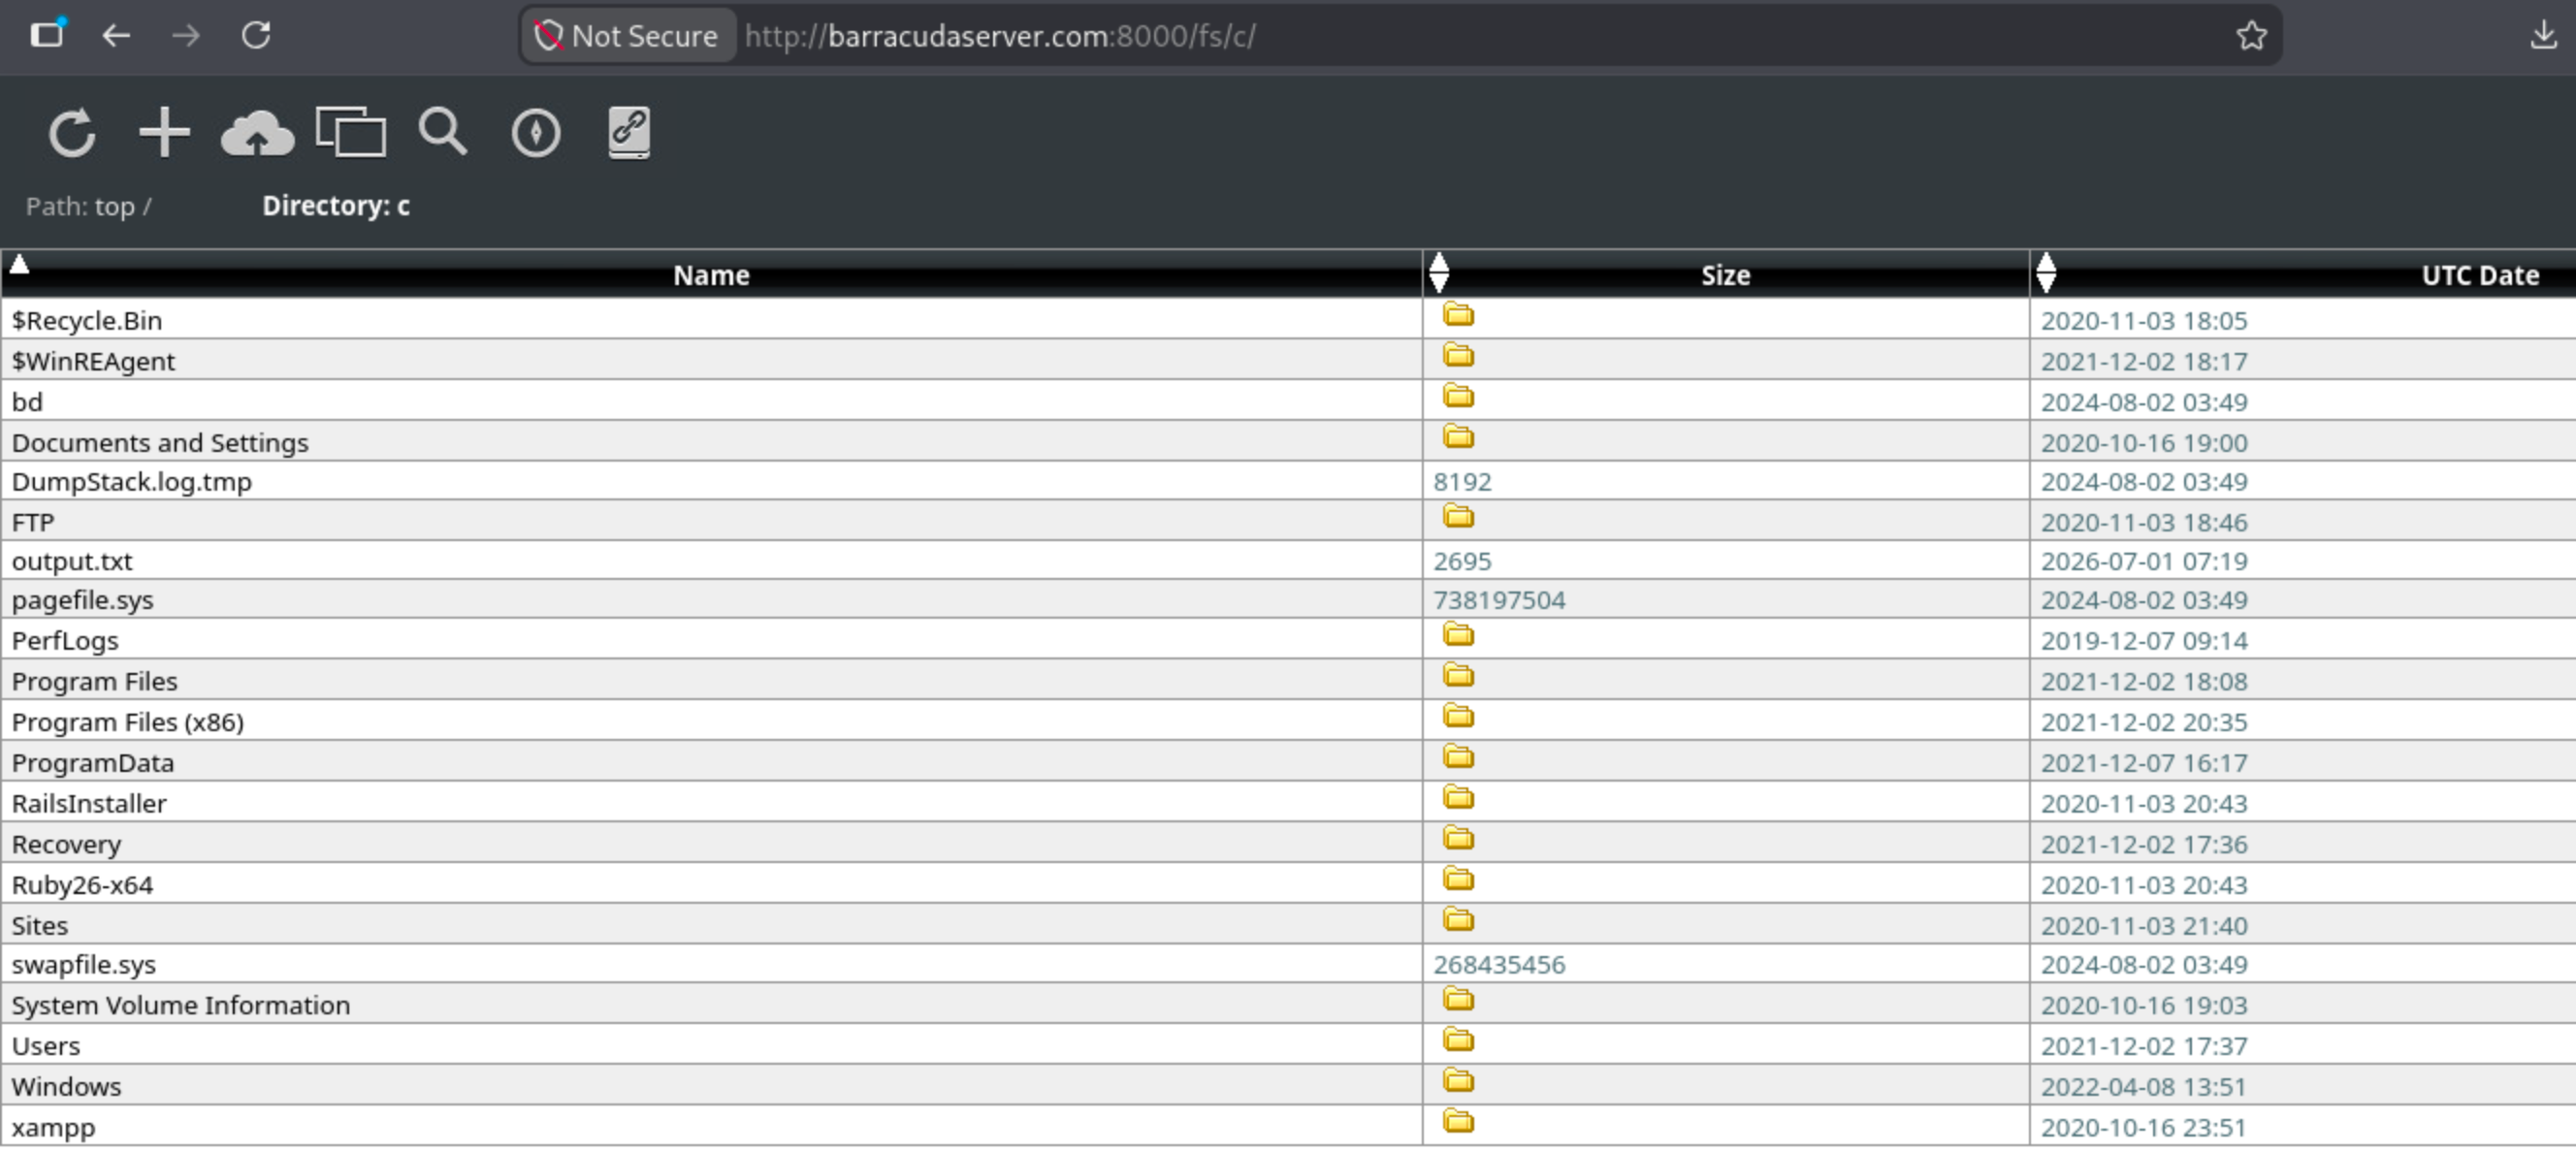 Not Secure http://barracudaserver.com:8000/fs/c/
Path: top / Directory: c
Name Size UTC Date
$Recycle.Bin 2020-11-03 18:05
$WinREAgent 2021-12-02 18:17
bd 2024-08-02 03:49
Documents and Settings 2020-10-16 19:00
DumpStack.log.tmp 8192 2024-08-02 03:49
FTP 2020-11-03 18:46
output.txt 2695 2026-07-01 07:19
pagefile.sys 738197504 2024-08-02 03:49
PerfLogs 2019-12-07 09:14
Program Files 2021-12-02 18:08
Program Files (x86) 2021-12-02 20:35
ProgramData 2021-12-07 16:17
RailsInstaller 2020-11-03 20:43
Recovery 2021-12-02 17:36
Ruby26-x64 2020-11-03 20:43
Sites 2020-11-03 21:40
swapfile.sys 268435456 2024-08-02 03:49
System Volume Information 2020-10-16 19:03
Users 2021-12-02 17:37
Windows 2022-04-08 13:51
xampp 2020-10-16 23:51